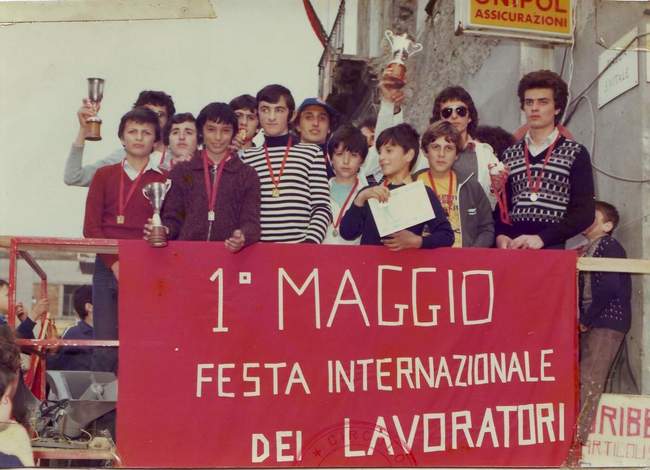 UNIPOL
ASSICURAZIONI
1° MAGGIO
FESTA INTERNAZIONALE
DEI LAVORATORI